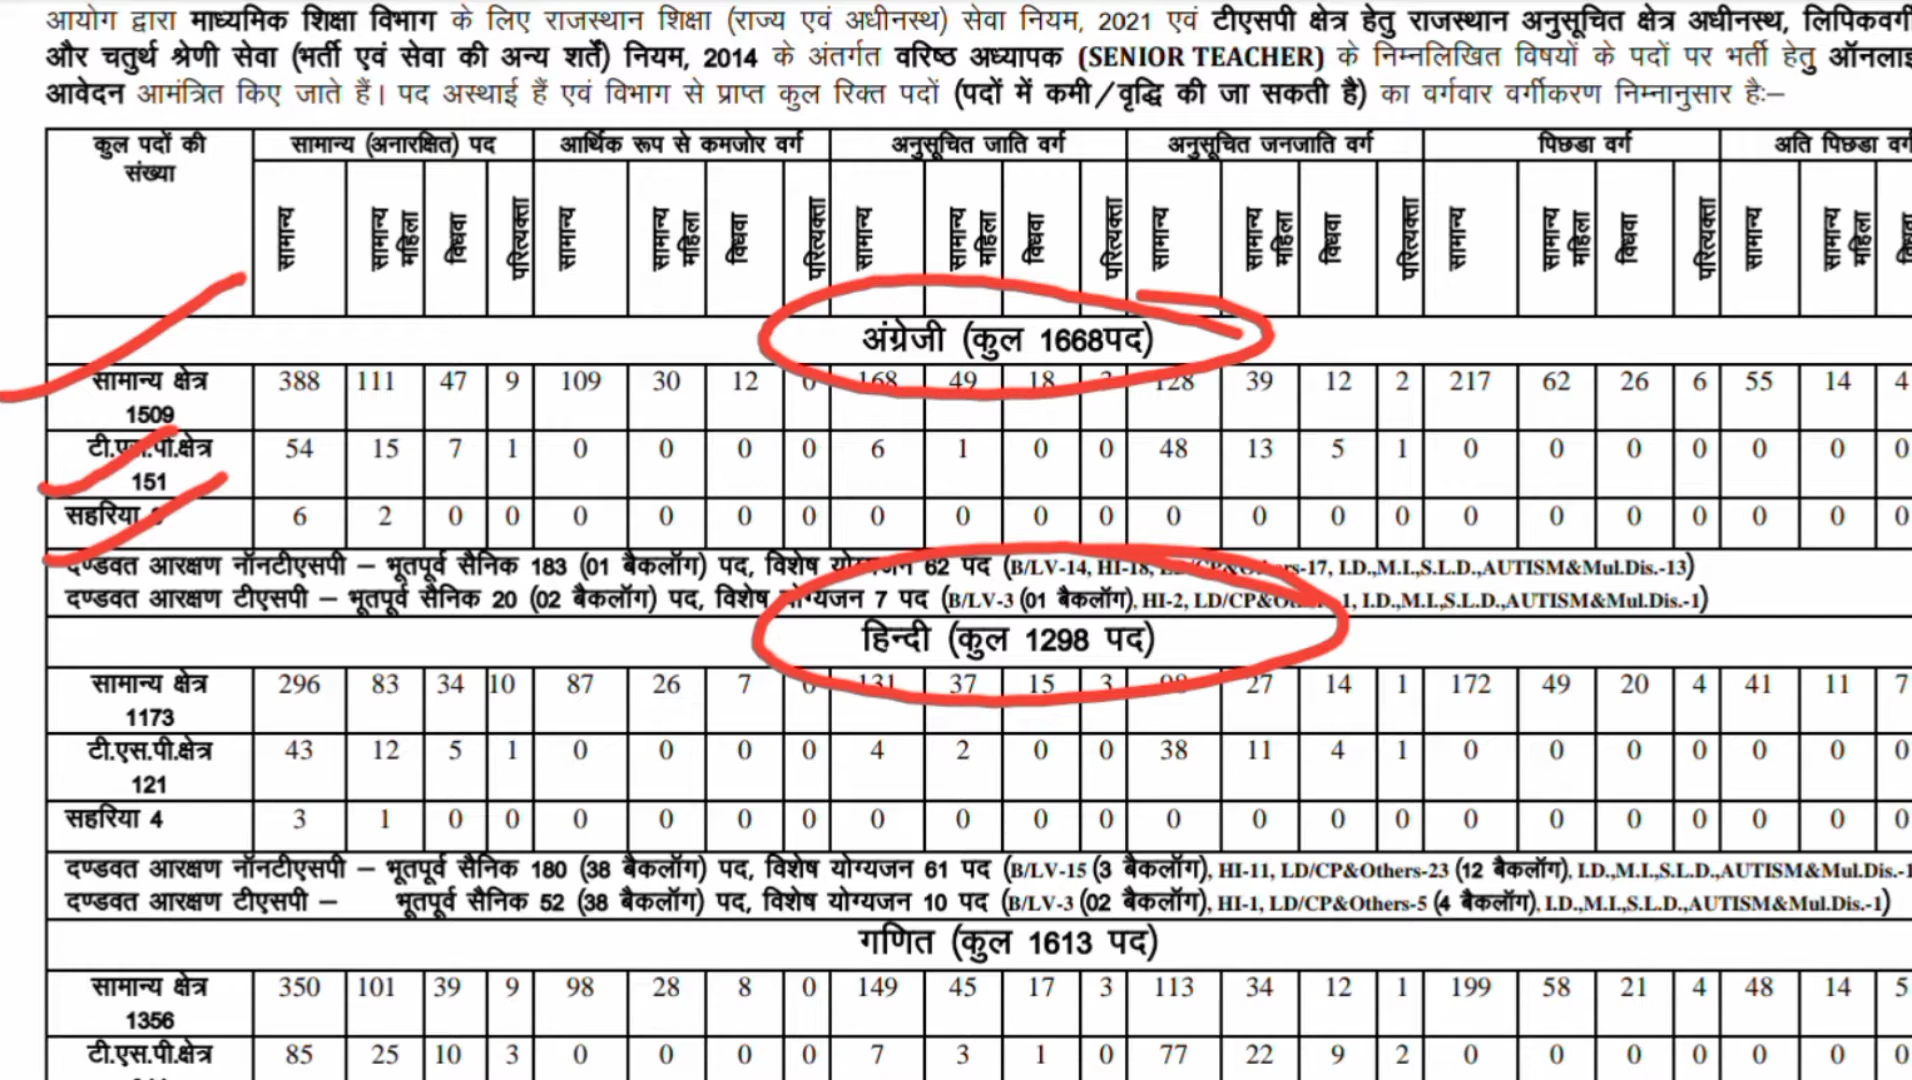 आयोग द्वारा माध्यमिक शिक्षा विभाग के लिए राजस्थान शिक्षा (राज्य एवं अधीनस्थ) सेवा नियम, 2021 एवं टीएसपी क्षेत्र हेतु राजस्थान अनुसूचित क्षेत्र अधीनस्थ, लिपिकवर्गी
और चतुर्थ श्रेणी सेवा (भर्ती एवं सेवा की अन्य शर्तें) नियम, 2014 के अंतर्गत वरिष्ठ अध्यापक (SENIOR TEACHER) के निम्नलिखित विषयों के पदों पर भर्ती हेतु ऑनलाइ
आवेदन आमंत्रित किए जाते हैं। पद अस्थाई हैं एवं विभाग से प्राप्त कुल रिक्त पदों (पदों में कमी/वृद्धि की जा सकती है) का वर्गवार वर्गीकरण निम्नानुसार हैः–
कुल पदों की संख्या सामान्य (अनारक्षित) पद आर्थिक रूप से कमजोर वर्ग अनुसूचित जाति वर्ग अनुसूचित जनजाति वर्ग पिछडा वर्ग अति पिछडा वर्ग
सामान्य सामान्य महिला विधवा परित्यक्ता सामान्य सामान्य महिला विधवा परित्यक्ता सामान्य सामान्य महिला विधवा परित्यक्ता सामान्य सामान्य महिला विधवा परित्यक्ता सामान्य सामान्य महिला विधवा परित्यक्ता सामान्य सामान्य महिला विधवा
अंग्रेजी (कुल 1668पद)
सामान्य क्षेत्र 1509 388 111 47 9 109 30 12 0 168 49 18 128 39 12 2 217 62 26 6 55 14 4
टी.एस.पी.क्षेत्र 151 54 15 7 1 0 0 0 0 6 1 0 0 48 13 5 1 0 0 0 0 0 0 0
सहरिया 6 2 0 0 0 0 0 0 0 0 0 0 0 0 0 0 0 0 0 0 0 0 0
दण्डवत आरक्षण नॉनटीएसपी – भूतपूर्व सैनिक 183 (01 बैकलॉग) पद, विशेष योग्यजन 62 पद (B/LV-14, HI-18, LD/CP&Others-17, I.D.,M.I.,S.L.D.,AUTISM&Mul.Dis.-13)
दण्डवत आरक्षण टीएसपी – भूतपूर्व सैनिक 20 (02 बैकलॉग) पद, विशेष योग्यजन 7 पद (B/LV-3 (01 बैकलॉग), HI-2, LD/CP&Others-1, I.D.,M.I.,S.L.D.,AUTISM&Mul.Dis.-1)
हिन्दी (कुल 1298 पद)
सामान्य क्षेत्र 1173 296 83 34 10 87 26 7 0 131 37 15 3 27 14 1 172 49 20 4 41 11 7
टी.एस.पी.क्षेत्र 121 43 12 5 1 0 0 0 0 4 2 0 0 38 11 4 1 0 0 0 0 0 0 0
सहरिया 4 3 1 0 0 0 0 0 0 0 0 0 0 0 0 0 0 0 0 0 0 0 0 0
दण्डवत आरक्षण नॉनटीएसपी – भूतपूर्व सैनिक 180 (38 बैकलॉग) पद, विशेष योग्यजन 61 पद (B/LV-15 (3 बैकलॉग), HI-11, LD/CP&Others-23 (12 बैकलॉग), I.D.,M.I.,S.L.D.,AUTISM&Mul.Dis.-1
दण्डवत आरक्षण टीएसपी – भूतपूर्व सैनिक 52 (38 बैकलॉग) पद, विशेष योग्यजन 10 पद (B/LV-3 (02 बैकलॉग), HI-1, LD/CP&Others-5 (4 बैकलॉग), I.D.,M.I.,S.L.D.,AUTISM&Mul.Dis.-1)
गणित (कुल 1613 पद)
सामान्य क्षेत्र 1356 350 101 39 9 98 28 8 0 149 45 17 3 113 34 12 1 199 58 21 4 48 14 5
टी.एस.पी.क्षेत्र 85 25 10 3 0 0 0 0 7 3 1 0 77 22 9 2 0 0 0 0 0 0 0